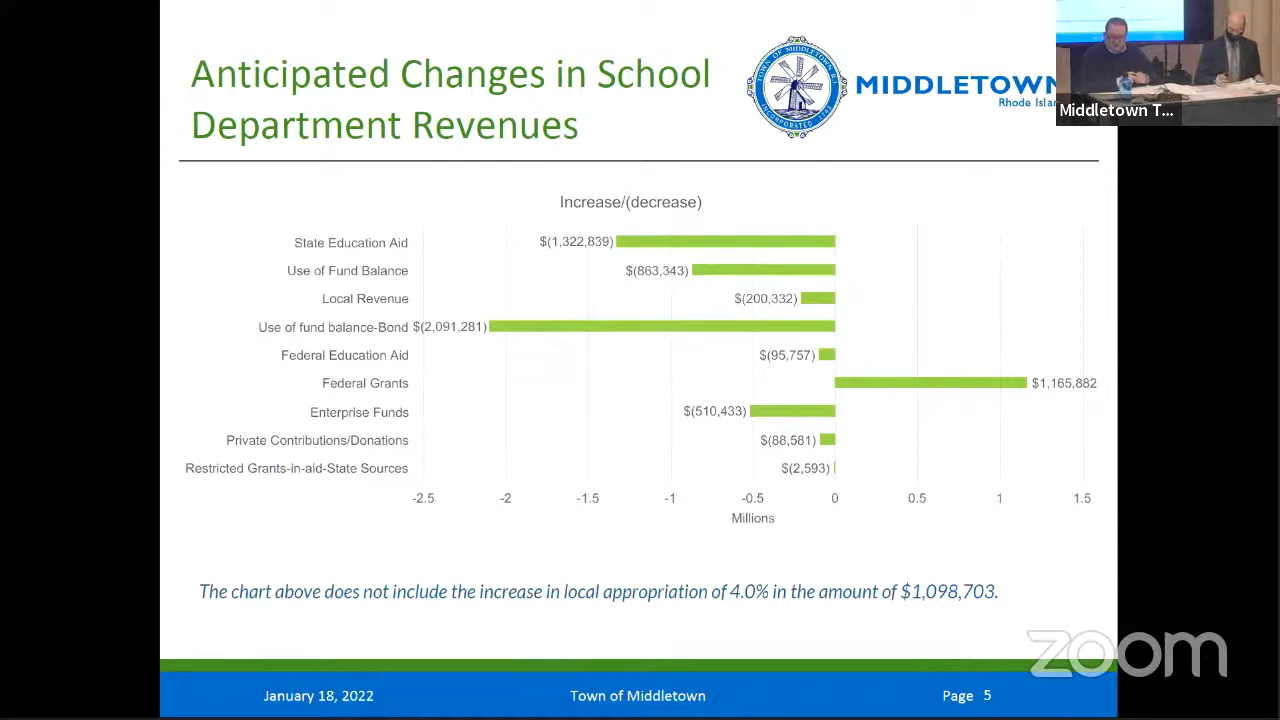 Anticipated Changes in School
Department Revenues
TOWN OF MIDDLETOWN R.I.
INCORPORATED 1743
MIDDLETOWN
Rhode Islan
Middletown T...
Increase/(decrease)
State Education Aid $(1,322,839)
Use of Fund Balance $(863,343)
Local Revenue $(200,332)
Use of fund balance-Bond $(2,091,281)
Federal Education Aid $(95,757)
Federal Grants $1,165,882
Enterprise Funds $(510,433)
Private Contributions/Donations $(88,581)
Restricted Grants-in-aid-State Sources $(2,593)
-2.5 -2 -1.5 -1 -0.5 0 0.5 1 1.5
Millions
The chart above does not include the increase in local appropriation of 4.0% in the amount of $1,098,703.
zoom
January 18, 2022 Town of Middletown Page 5